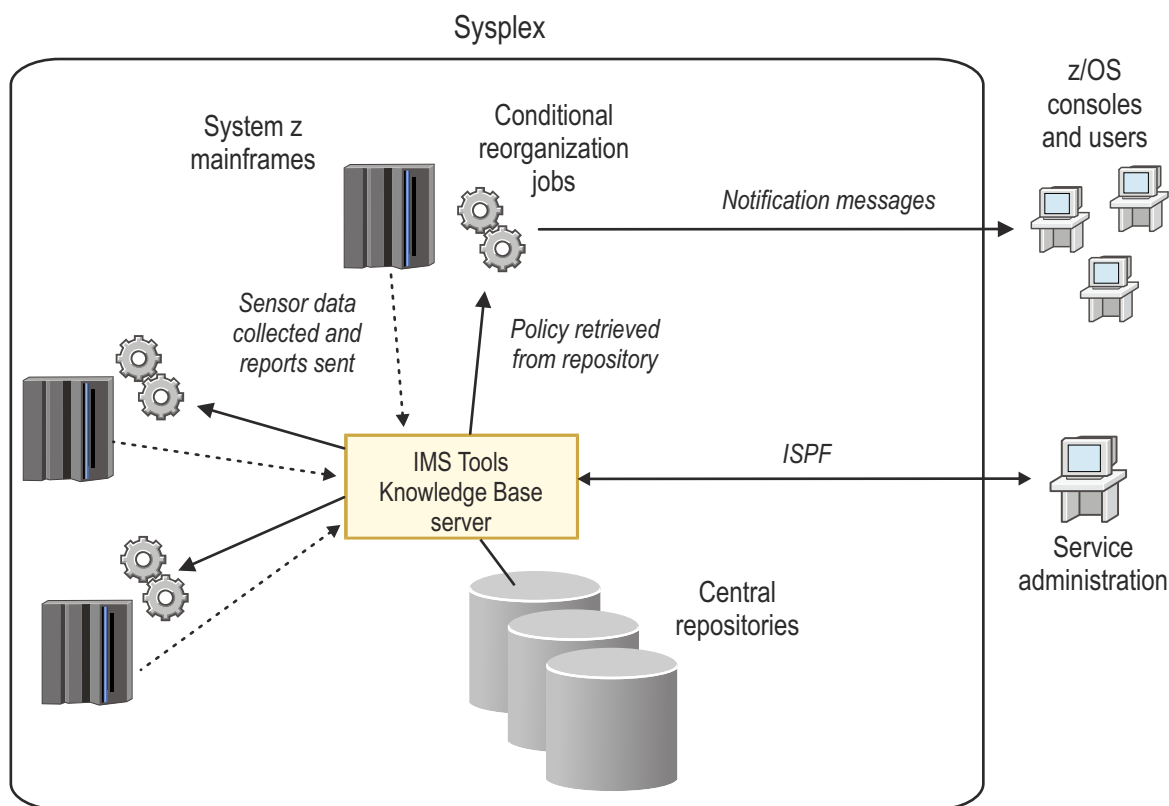 Sysplex
z/OS
consoles
and users
System z
mainframes
Conditional
reorganization
jobs
Notification messages
Sensor data
collected and
reports sent
Policy retrieved
from repository
IMS Tools
Knowledge Base
server
ISPF
Service
administration
Central
repositories